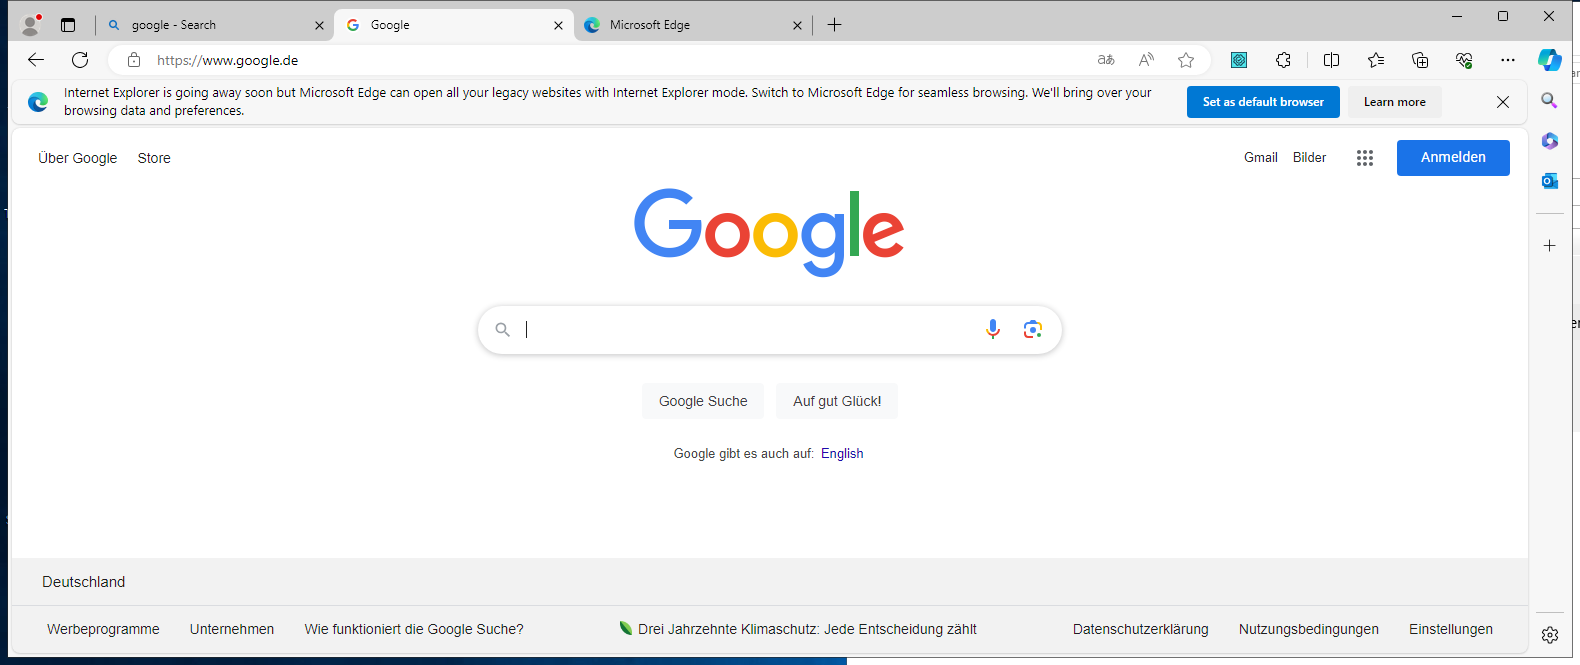 google - Search
Google
Microsoft Edge
https://www.google.de
Internet Explorer is going away soon but Microsoft Edge can open all your legacy websites with Internet Explorer mode. Switch to Microsoft Edge for seamless browsing. We'll bring over your
browsing data and preferences.
Set as default browser
Learn more
Über Google
Store
Gmail
Bilder
Anmelden
Google
Google Suche
Auf gut Glück!
Google gibt es auch auf: English
Deutschland
Werbeprogramme
Unternehmen
Wie funktioniert die Google Suche?
Drei Jahrzehnte Klimaschutz: Jede Entscheidung zählt
Datenschutzerklärung
Nutzungsbedingungen
Einstellungen